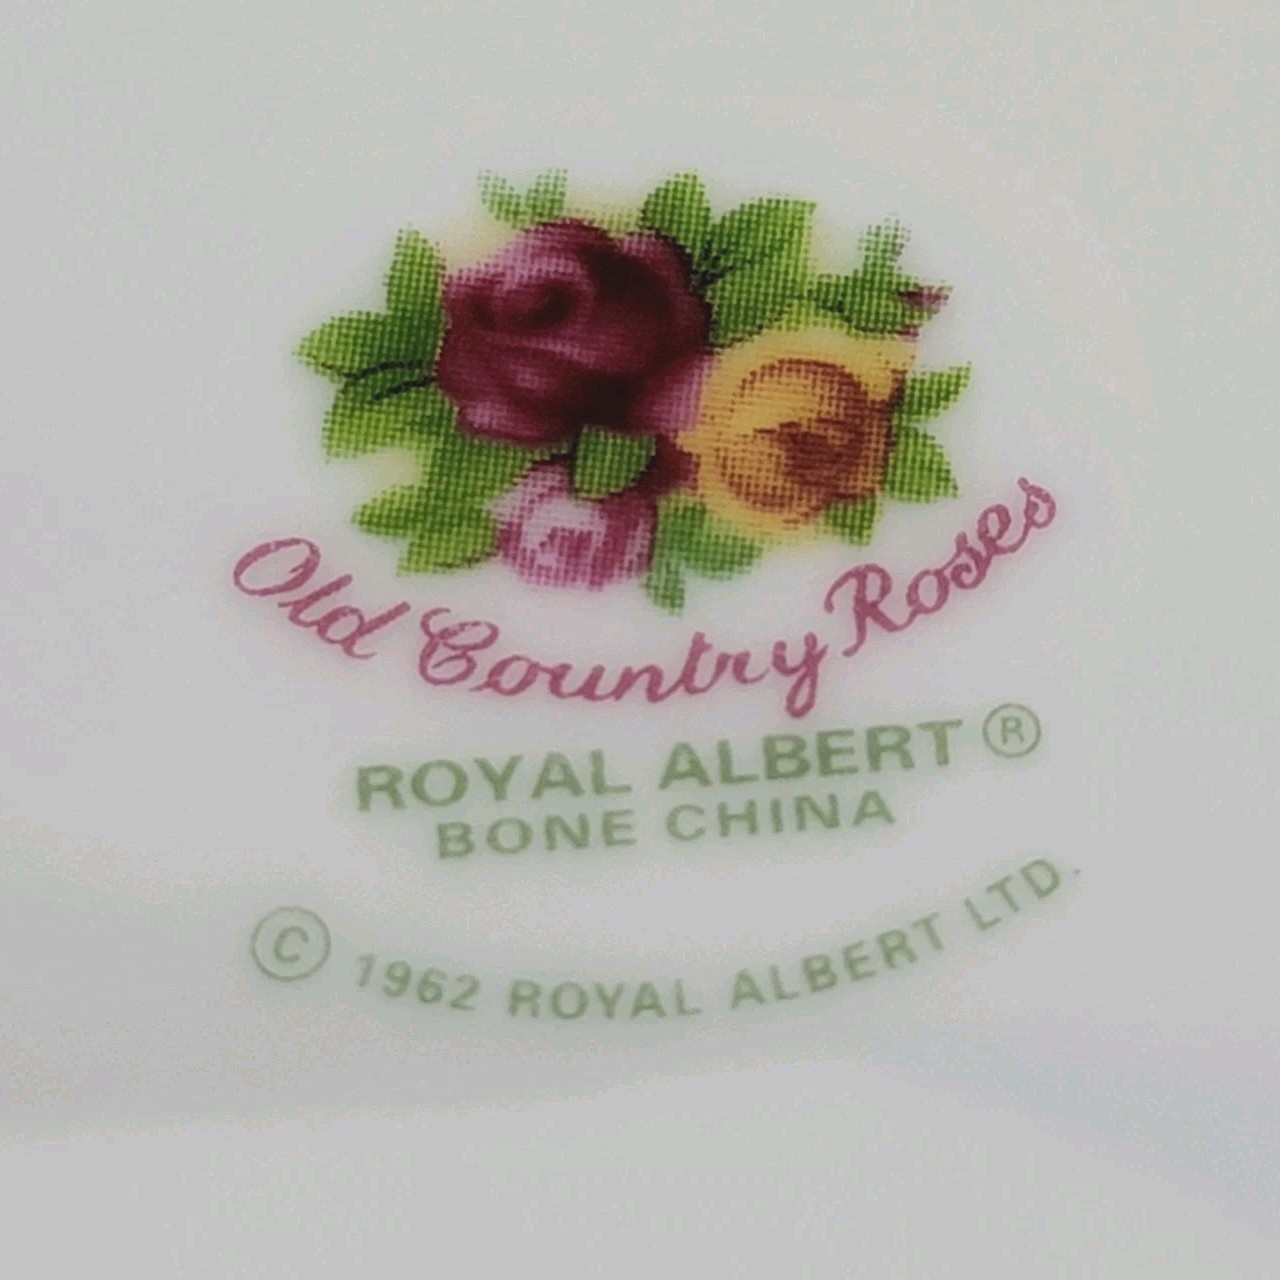 Old Country Roses
ROYAL ALBERT ®
BONE CHINA
© 1962 ROYAL ALBERT LTD.